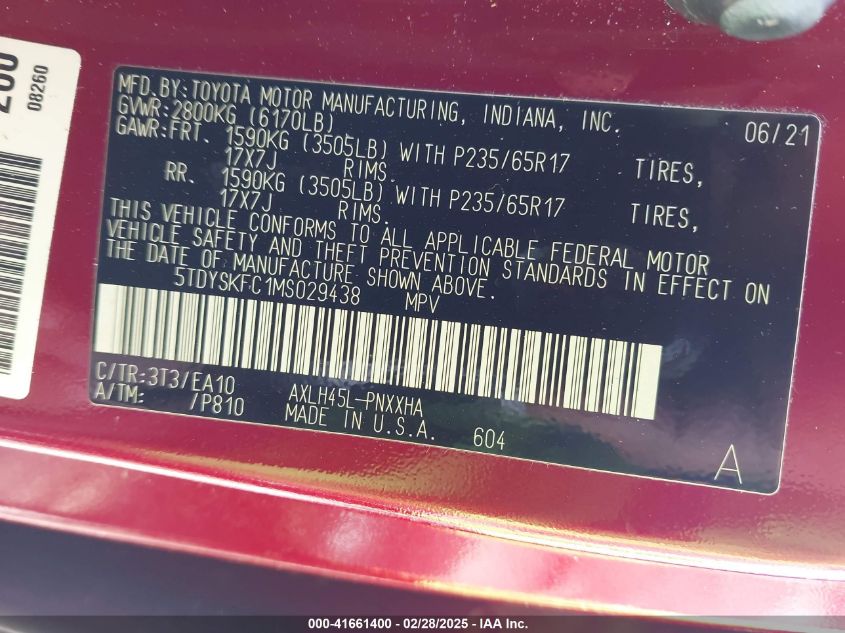 08260
MFD.BY:TOYOTA MOTOR MANUFACTURING, INDIANA, INC. 06/21
GVWR:2800KG (6170LB)
GAWR:FRT. 1590KG (3505LB) WITH P235/65R17 TIRES,
17X7J RIMS.
RR. 1590KG (3505LB) WITH P235/65R17 TIRES,
17X7J RIMS.
THIS VEHICLE CONFORMS TO ALL APPLICABLE FEDERAL MOTOR
VEHICLE SAFETY AND THEFT PREVENTION STANDARDS IN EFFECT ON
THE DATE OF MANUFACTURE SHOWN ABOVE.
5TDYSKFC1MS029438 MPV
C/TR:3T3/EA10 AXLH45L-PNXXHA
A/TM: /P810 MADE IN U.S.A. 604
A
000-41661400 - 02/28/2025 - IAA Inc.